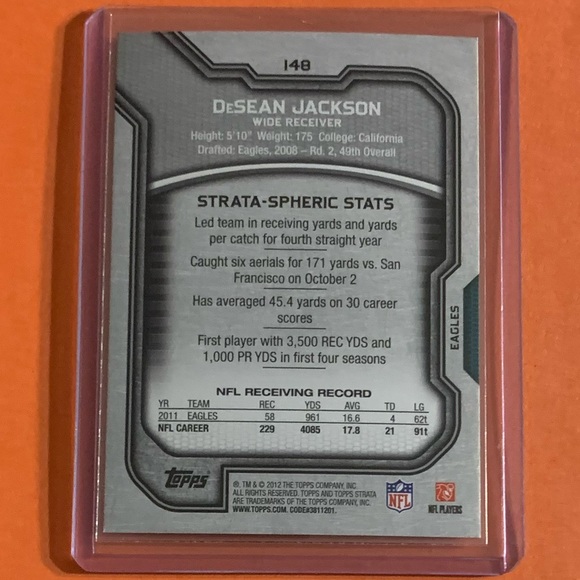 148
DeSEAN JACKSON
WIDE RECEIVER
Height: 5'10" Weight: 175 College: California
Drafted: Eagles, 2008 – Rd. 2, 49th Overall
STRATA-SPHERIC STATS
Led team in receiving yards and yards
per catch for fourth straight year
Caught six aerials for 171 yards vs. San
Francisco on October 2
Has averaged 45.4 yards on 30 career
scores
First player with 3,500 REC YDS and
1,000 PR YDS in first four seasons
EAGLES
NFL RECEIVING RECORD
YR TEAM REC YDS AVG TD LG
2011 EAGLES 58 961 16.6 4 62t
NFL CAREER 229 4085 17.8 21 91t
Topps
®, TM & © 2012 THE TOPPS COMPANY, INC.
ALL RIGHTS RESERVED. TOPPS AND TOPPS STRATA
ARE TRADEMARKS OF THE TOPPS COMPANY, INC.
WWW.TOPPS.COM. CODE#3811201.
NFL
NFL PLAYERS